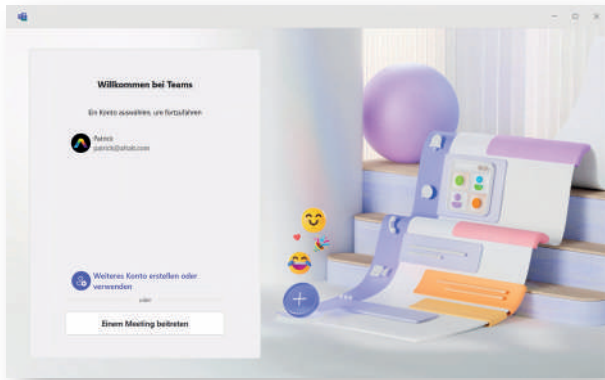 Willkommen bei Teams
Ein Konto auswählen, um fortzufahren
Patrick
Weiteres Konto erstellen oder
verwenden
oder
Einem Meeting beitreten